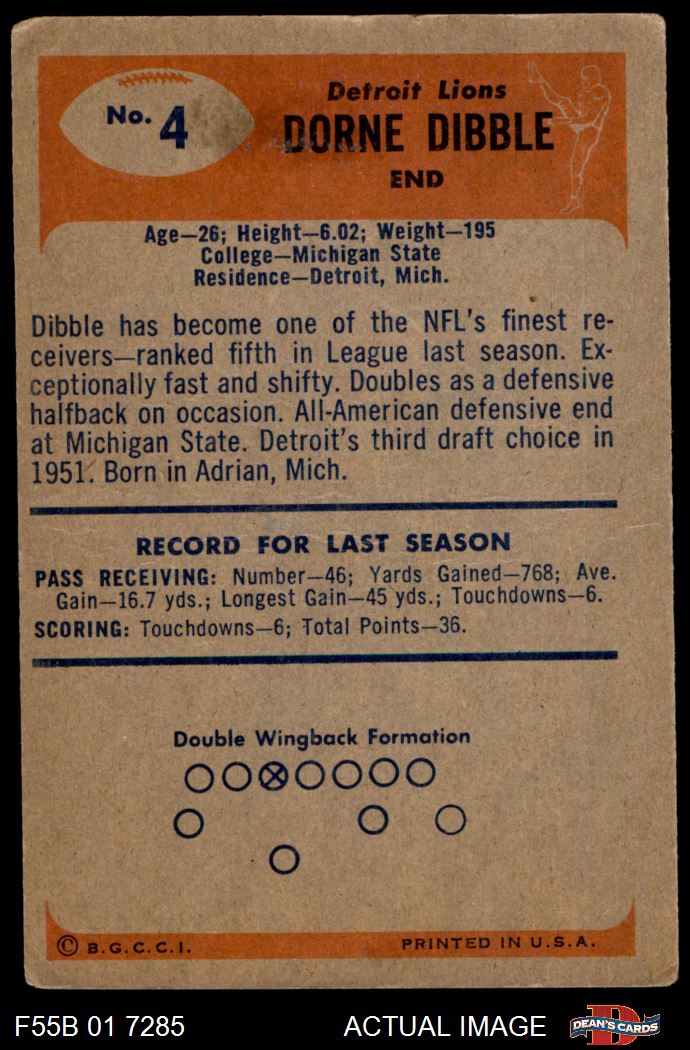 No. 4
Detroit Lions
DORNE DIBBLE
END
Age—26; Height—6.02; Weight—195
College—Michigan State
Residence—Detroit, Mich.
Dibble has become one of the NFL's finest re-
ceivers—ranked fifth in League last season. Ex-
ceptionally fast and shifty. Doubles as a defensive
halfback on occasion. All-American defensive end
at Michigan State. Detroit's third draft choice in
1951. Born in Adrian, Mich.
RECORD FOR LAST SEASON
PASS RECEIVING: Number—46; Yards Gained—768; Ave.
Gain—16.7 yds.; Longest Gain—45 yds.; Touchdowns—6.
SCORING: Touchdowns—6; Total Points—36.
Double Wingback Formation
© B.G.C.C.I.
PRINTED IN U.S.A.
F55B 01 7285
ACTUAL IMAGE
D
DEAN'S CARDS